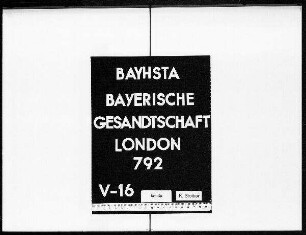 BAYHSTA
BAYERISCHE
GESANDTSCHAFT
LONDON
792
V-16